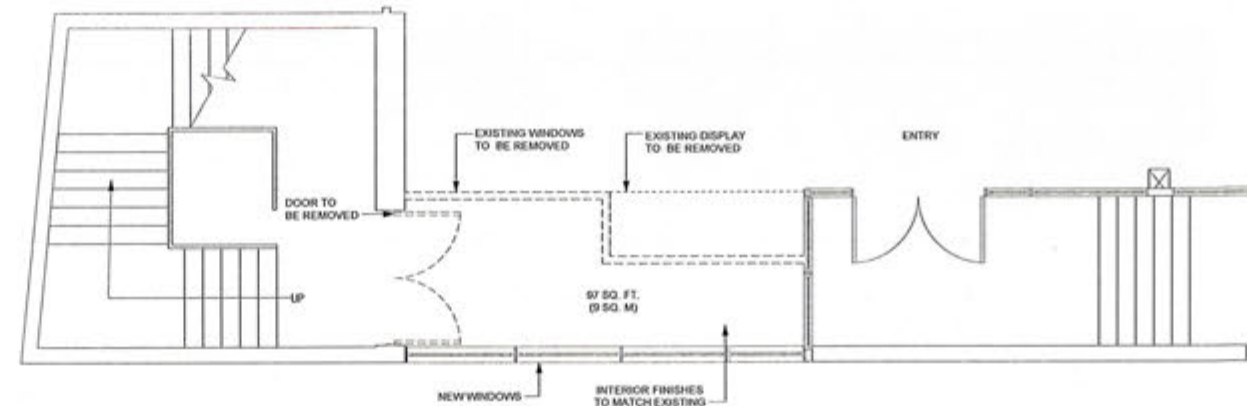 EXISTING WINDOWS
TO BE REMOVED
EXISTING DISPLAY
TO BE REMOVED
ENTRY
DOOR TO
BE REMOVED
UP
97 SQ. FT.
(9 SQ. M)
NEW WINDOWS
INTERIOR FINISHES
TO MATCH EXISTING